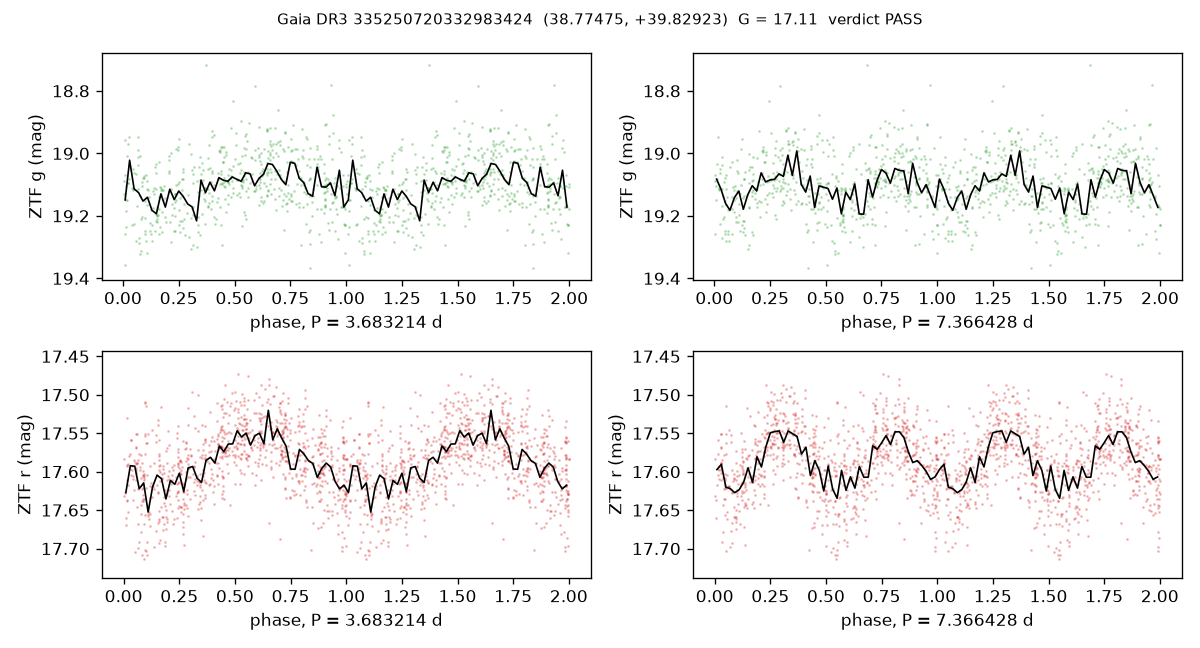 Gaia DR3 335250720332983424 (38.77475, +39.82923) G = 17.11 verdict PASS
ZTF g (mag)
18.8
19.0
19.2
19.4
0.00 0.25 0.50 0.75 1.00 1.25 1.50 1.75 2.00
phase, P = 3.683214 d
ZTF g (mag)
18.8
19.0
19.2
19.4
0.00 0.25 0.50 0.75 1.00 1.25 1.50 1.75 2.00
phase, P = 7.366428 d
ZTF r (mag)
17.45
17.50
17.55
17.60
17.65
17.70
0.00 0.25 0.50 0.75 1.00 1.25 1.50 1.75 2.00
phase, P = 3.683214 d
ZTF r (mag)
17.45
17.50
17.55
17.60
17.65
17.70
0.00 0.25 0.50 0.75 1.00 1.25 1.50 1.75 2.00
phase, P = 7.366428 d